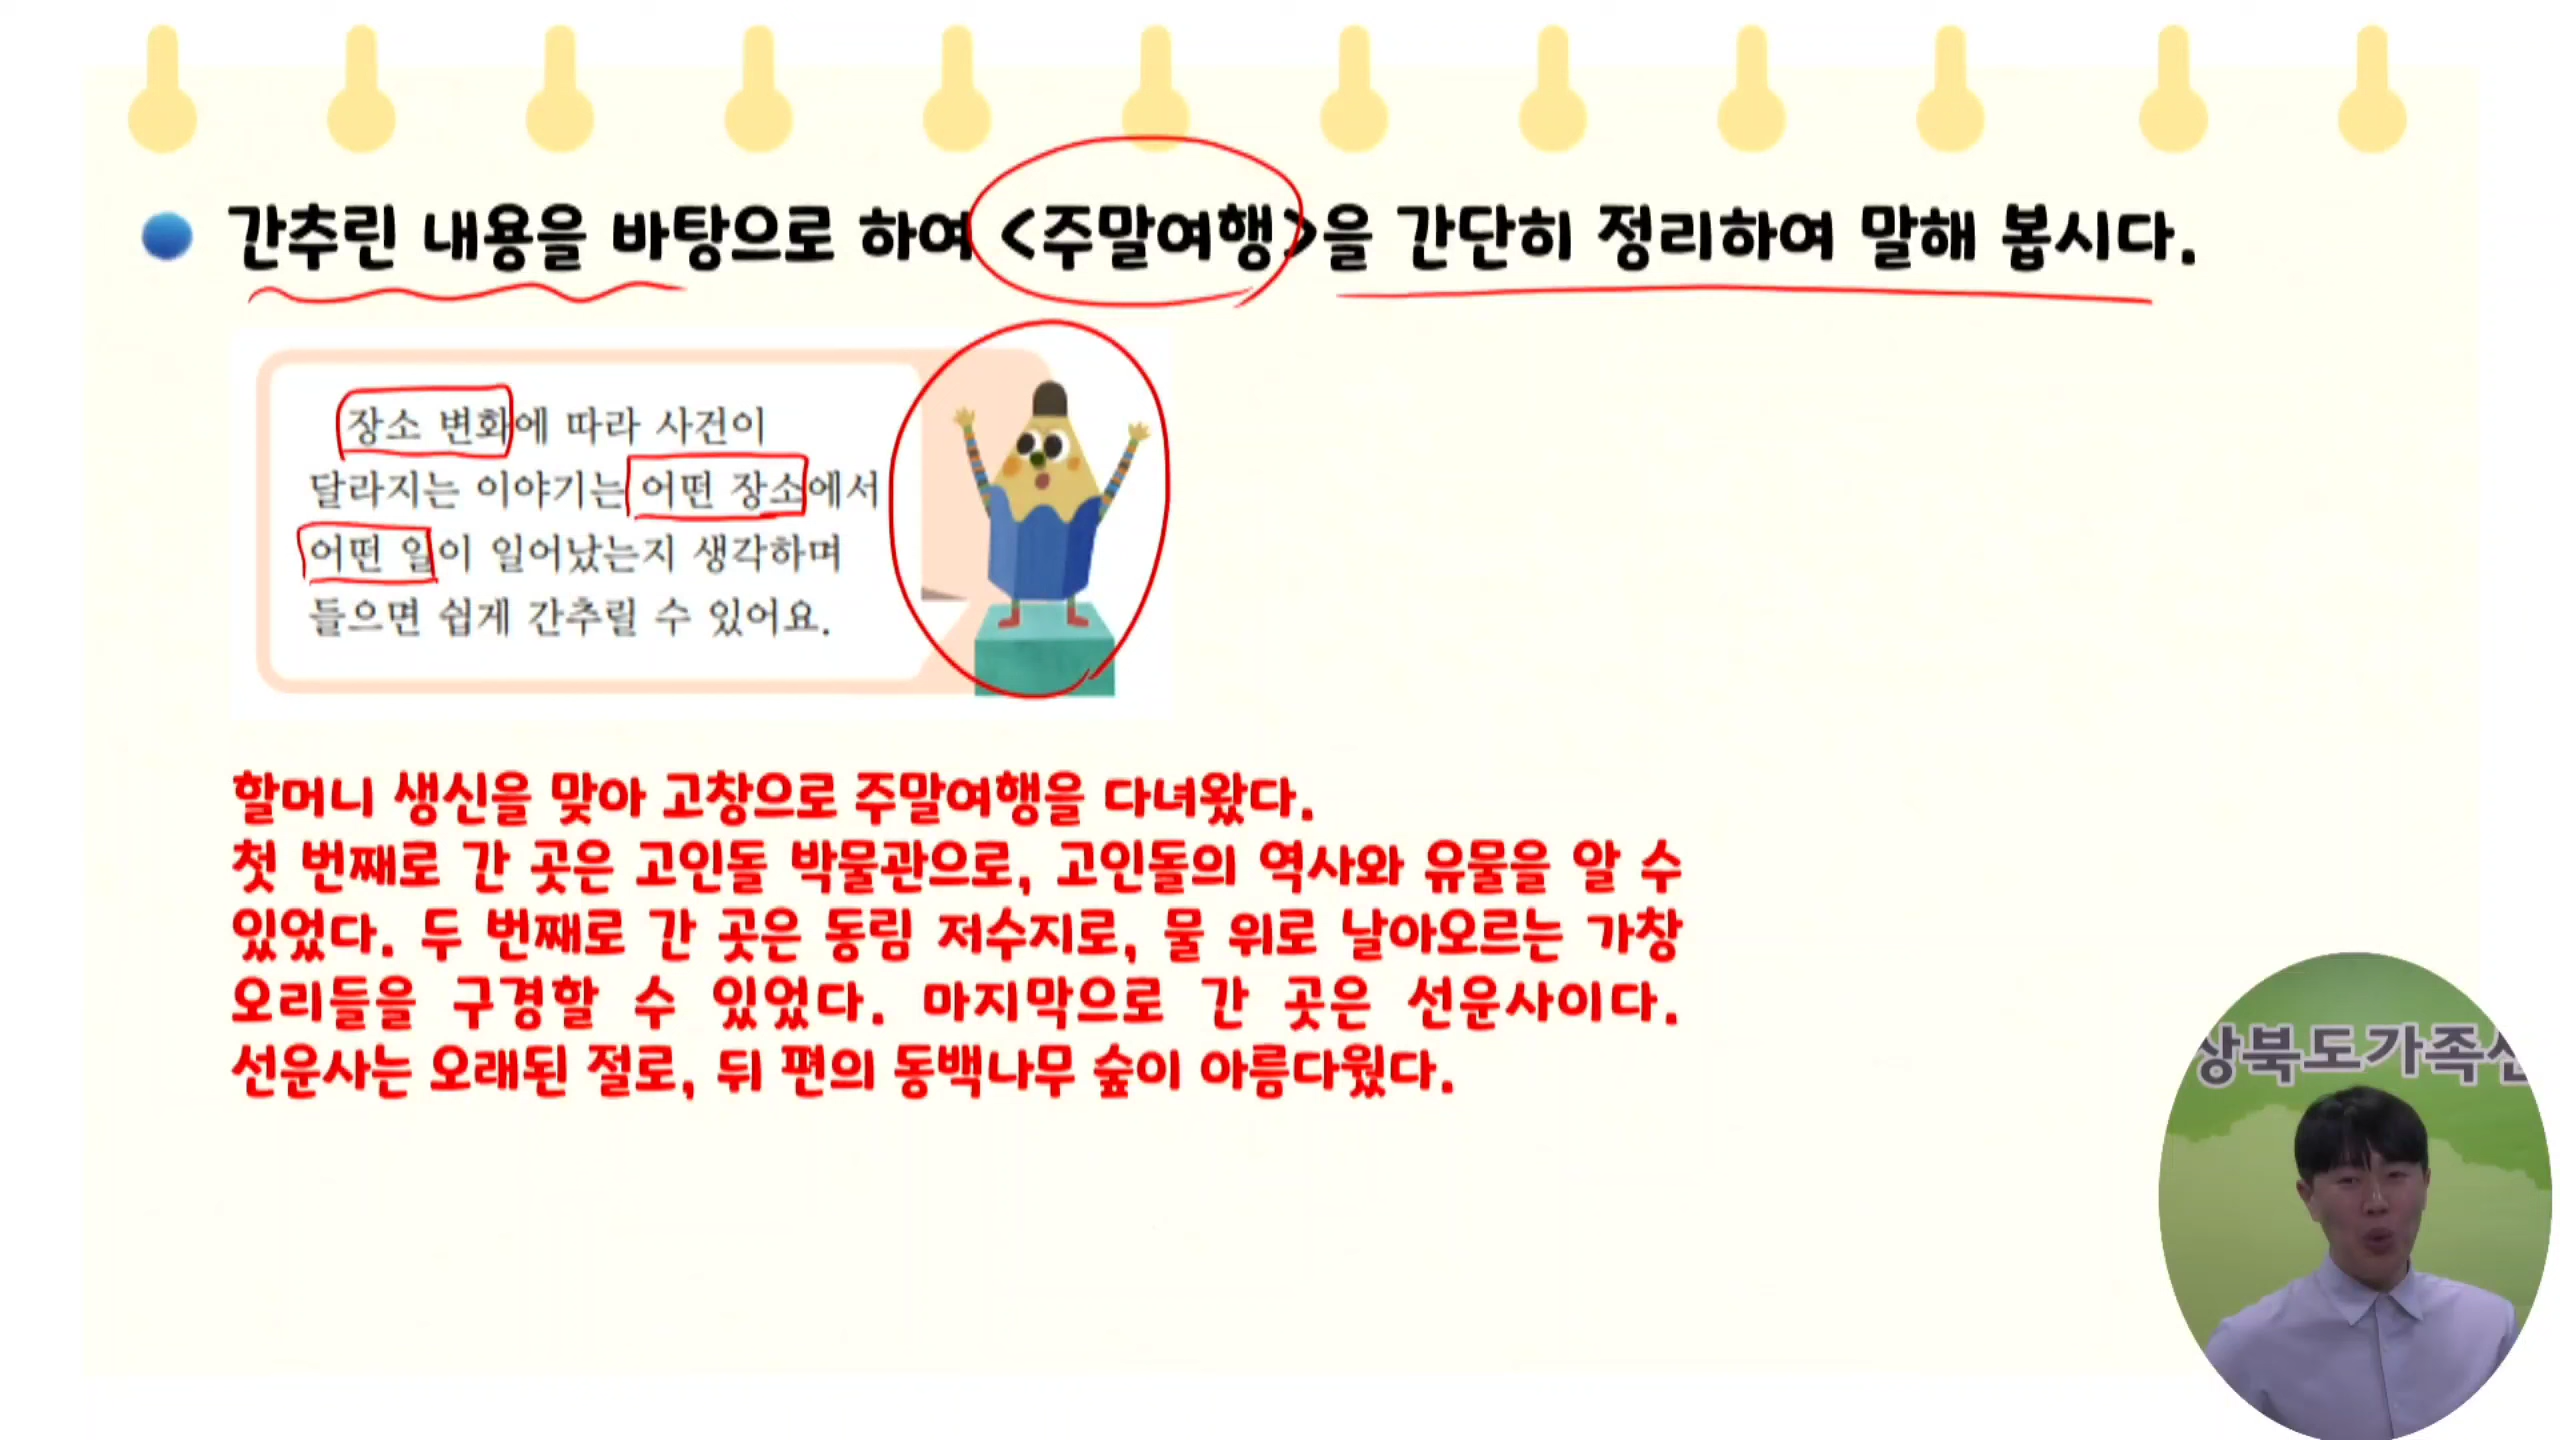 간추린 내용을 바탕으로 하여 <주말여행>을 간단히 정리하여 말해 봅시다.
장소 변화에 따라 사건이
달라지는 이야기는 어떤 장소에서
어떤 일이 일어났는지 생각하며
들으면 쉽게 간추릴 수 있어요.
할머니 생신을 맞아 고창으로 주말여행을 다녀왔다.
첫 번째로 간 곳은 고인돌 박물관으로, 고인돌의 역사와 유물을 알 수
있었다. 두 번째로 간 곳은 동림 저수지로, 물 위로 날아오르는 가창
오리들을 구경할 수 있었다. 마지막으로 간 곳은 선운사이다.
선운사는 오래된 절로, 뒤 편의 동백나무 숲이 아름다웠다.
상북도가족센